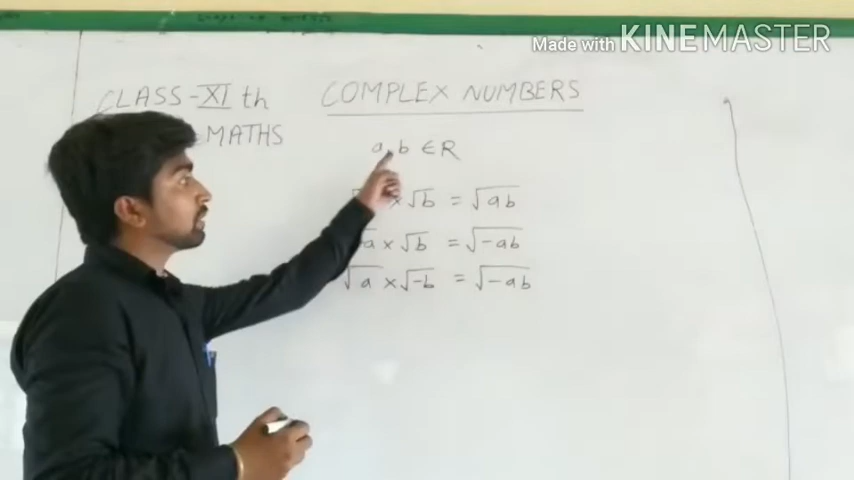 Made with KINEMASTER
CLASS-XI th
COMPLEX NUMBERS
MATHS
a, b ∈ R
× √b = √ab
a × √b = √-ab
√a × √-b = √-ab